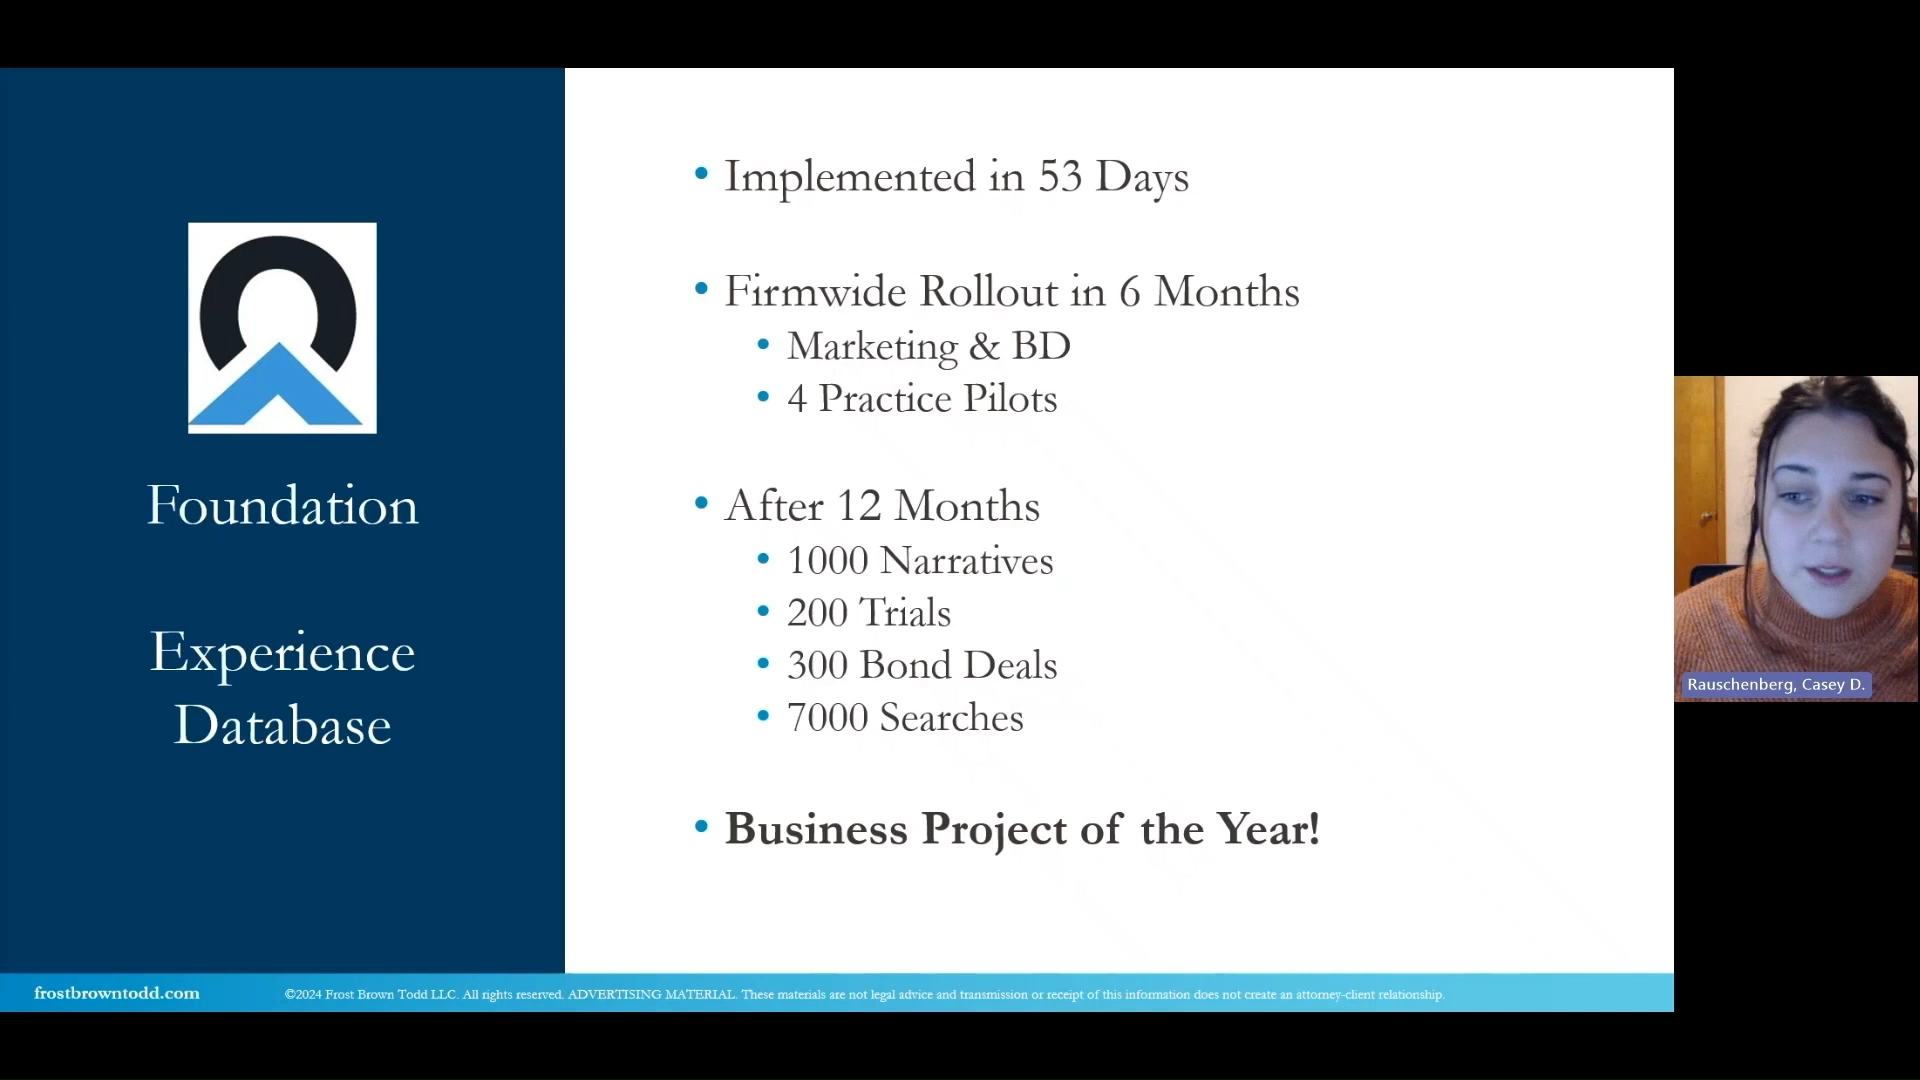 Foundation
Experience
Database
• Implemented in 53 Days
• Firmwide Rollout in 6 Months
• Marketing & BD
• 4 Practice Pilots
• After 12 Months
• 1000 Narratives
• 200 Trials
• 300 Bond Deals
• 7000 Searches
• Business Project of the Year!
Rauschenberg, Casey D.
frostbrowntodd.com
©2024 Frost Brown Todd LLC. All rights reserved. ADVERTISING MATERIAL. These materials are not legal advice and transmission or receipt of this information does not create an attorney-client relationship.